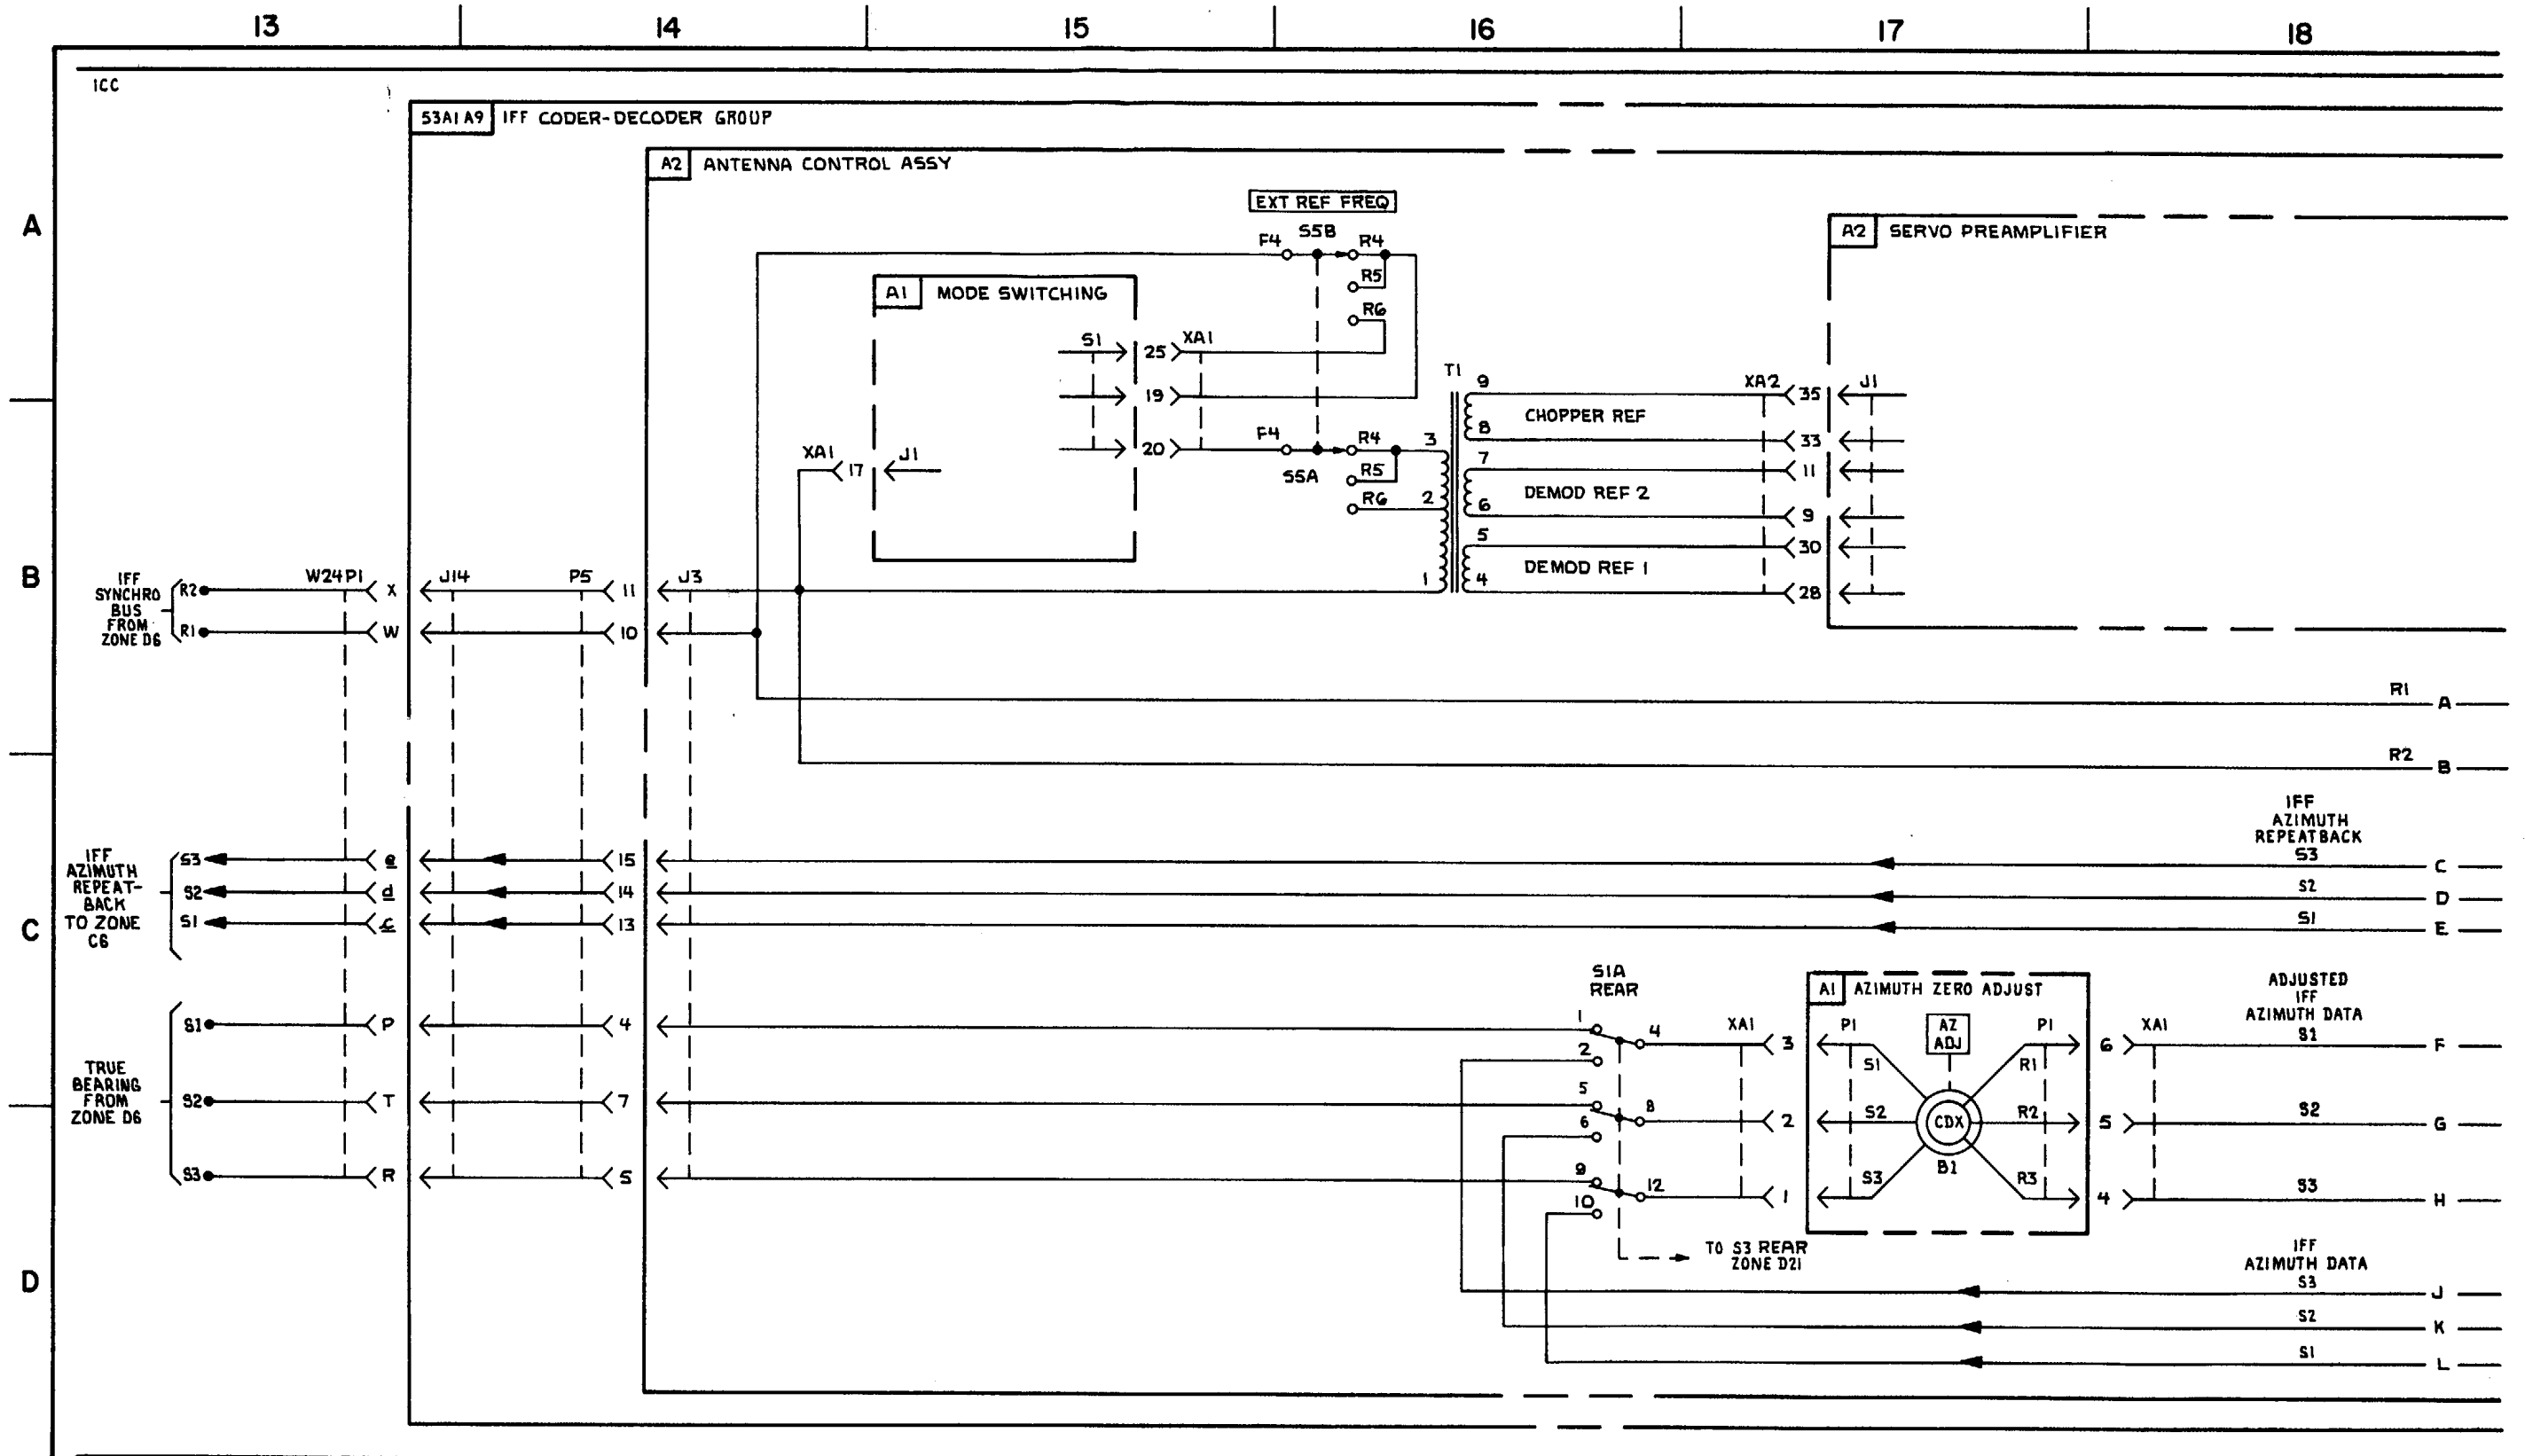 13 14 15 16 17 18
ICC
S3A1A9 IFF CODER-DECODER GROUP
A2 ANTENNA CONTROL ASSY
EXT REF FREQ
A
A2 SERVO PREAMPLIFIER
F4 S5B R4
R5
R6
A1 MODE SWITCHING
S1 25 XA1
19
20 F4 R4
S5A R5
R6
XA1 17 J1
T1
3
2
1
9
CHOPPER REF
8
7
DEMOD REF 2
6
5
DEMOD REF 1
4
XA2 35 J1
33
11
9
30
28
B
IFF
SYNCHRO
BUS
FROM
ZONE D6
R2 W24P1 X J14 P5 11 J3
R1 W 10
R1 A
R2 B
IFF
AZIMUTH
REPEATBACK
C
IFF
AZIMUTH
REPEAT-
BACK
TO ZONE
C6
S3 e 15 S3 C
S2 d 14 S2 D
S1 c 13 S1 E
S1A
REAR
A1 AZIMUTH ZERO ADJUST
ADJUSTED
IFF
AZIMUTH DATA
TRUE
BEARING
FROM
ZONE D6
S1 P 4 1 4 XA1 3 P1 AZ
ADJ P1 6 XA1 S1 F
2 S1 R1
S2 T 7 5 8 2 S2 CDX R2 5 S2 G
6 B1
S3 R 5 9 12 1 S3 R3 4 S3 H
10
TO S3 REAR
ZONE D21
D
IFF
AZIMUTH DATA
S3 J
S2 K
S1 L